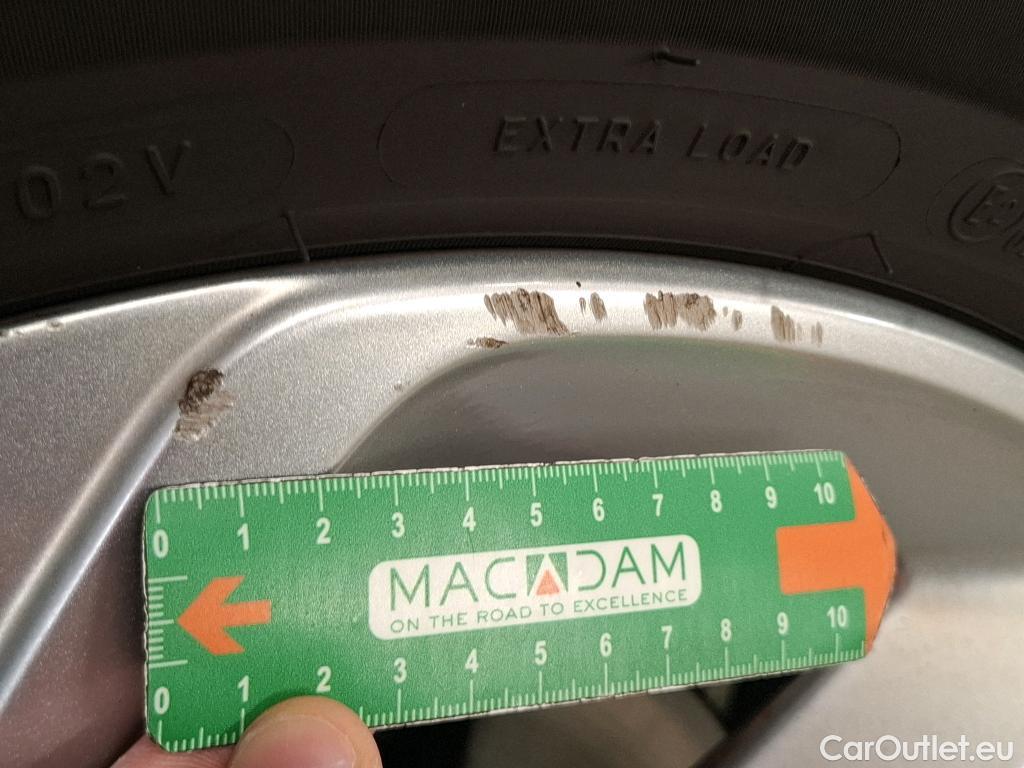 02V
EXTRA LOAD
0 1 2 3 4 5 6 7 8 9 10
MACADAM
ON THE ROAD TO EXCELLENCE
0 1 2 3 4 5 6 7 8 9 10
CarOutlet.eu